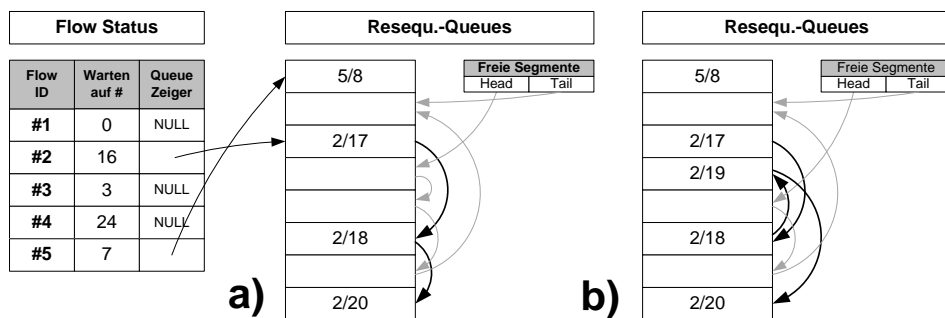 Flow Status
Resequ.-Queues
Resequ.-Queues
Flow ID
Warten auf #
Queue Zeiger
#1 0 NULL
#2 16
#3 3 NULL
#4 24 NULL
#5 7
a)
5/8
2/17
2/18
2/20
Freie Segmente
Head Tail
b)
5/8
2/17
2/19
2/18
2/20
Freie Segmente
Head Tail